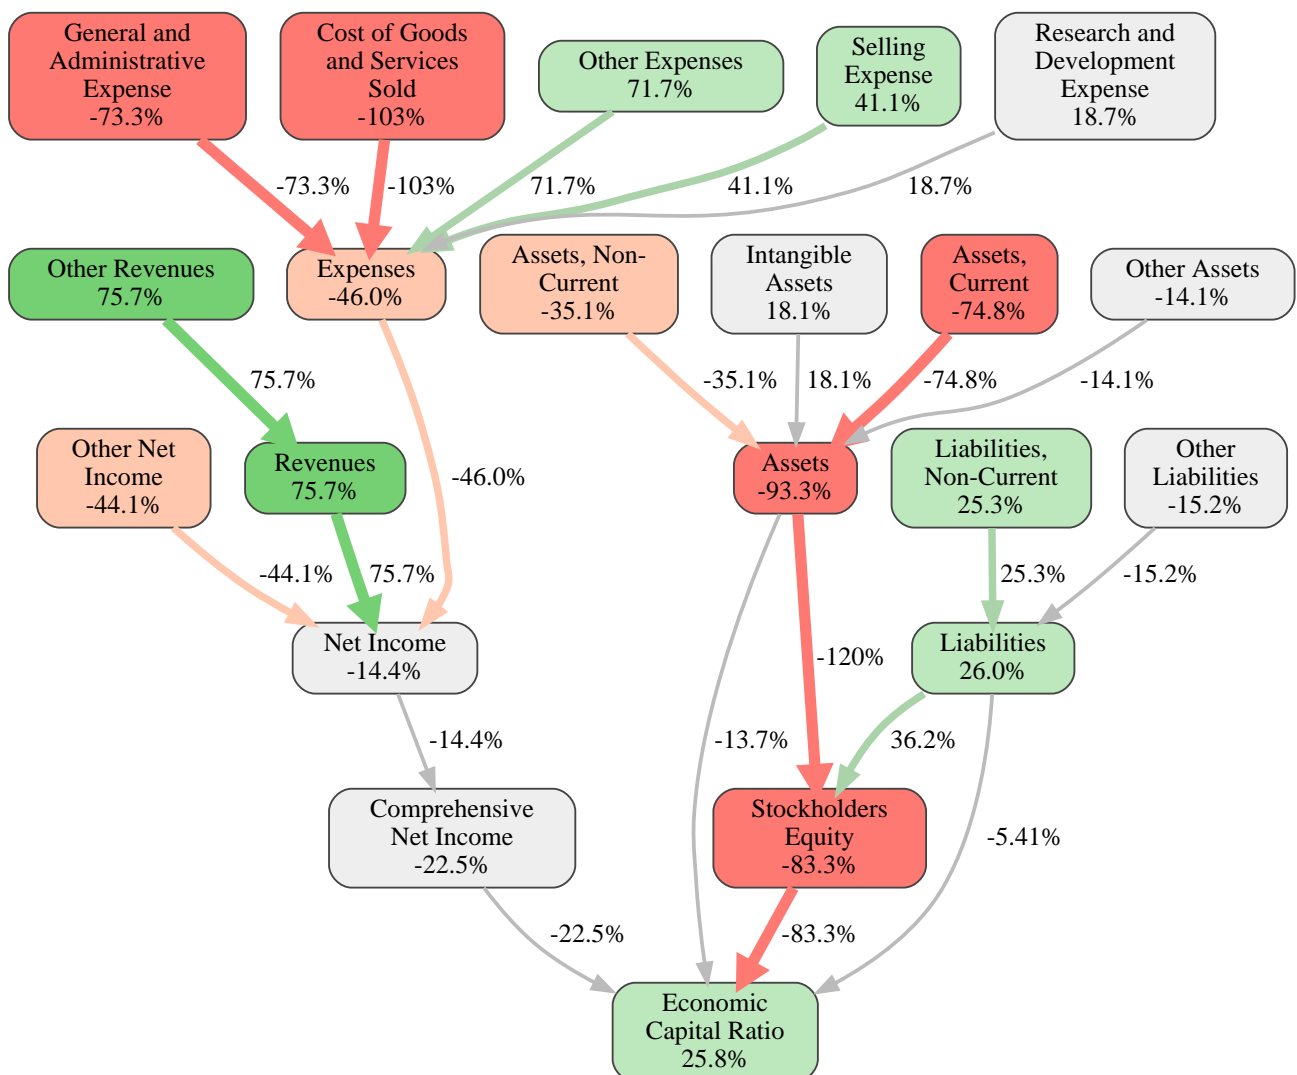 General and
Administrative
Expense
-73.3%
Cost of Goods
and Services
Sold
-103%
Other Expenses
71.7%
Selling
Expense
41.1%
Research and
Development
Expense
18.7%
-73.3%
-103%
71.7%
41.1%
18.7%
Other Revenues
75.7%
Expenses
-46.0%
Assets, Non-
Current
-35.1%
Intangible
Assets
18.1%
Assets,
Current
-74.8%
Other Assets
-14.1%
75.7%
-35.1%
18.1%
-74.8%
-14.1%
Other Net
Income
-44.1%
Revenues
75.7%
-46.0%
Assets
-93.3%
Liabilities,
Non-Current
25.3%
Other
Liabilities
-15.2%
-44.1%
75.7%
25.3%
-15.2%
Net Income
-14.4%
-120%
Liabilities
26.0%
-14.4%
-13.7%
36.2%
Comprehensive
Net Income
-22.5%
Stockholders
Equity
-83.3%
-5.41%
-22.5%
-83.3%
Economic
Capital Ratio
25.8%